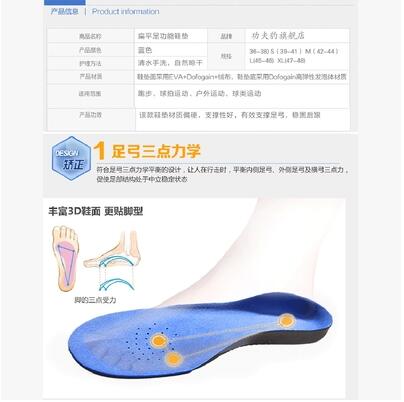 产品信息 | Product information
商品名称 扁平足功能鞋垫 品牌 功夫豹旗舰店
产品颜色 蓝色 规格 36-38) S (39-41) M (42-44)
护理方法 清水手洗，自然晾干 L(45-46) XL(47-48)
产品材质 鞋垫面采用EVA+Dofogain+绒布，鞋垫底采用Dofogain高弹性发泡体材质
适用范围 跑步、球拍运动、户外运动、球类运动
产品功效 该款鞋垫材质偏硬，支撑性好，有效支撑足弓，稳固后跟
DESIGN
矫正
1 足弓三点力学
符合足弓三点力学平衡的设计，让人在行走时，平衡内侧足弓、外侧足弓及横弓三点力，
促使足部结构处于中立稳定状态
丰富3D鞋面 更贴脚型
脚的三点受力